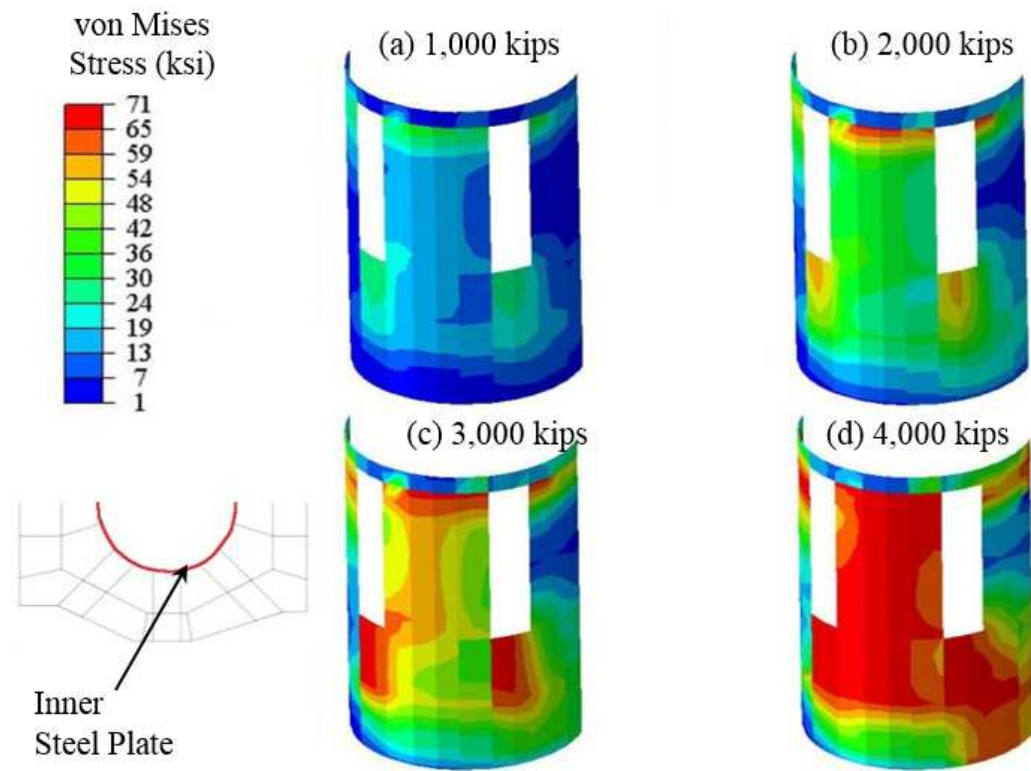 von Mises
Stress (ksi)
71
65
59
54
48
42
36
30
24
19
13
7
1
(a) 1,000 kips
(b) 2,000 kips
(c) 3,000 kips
(d) 4,000 kips
Inner
Steel Plate